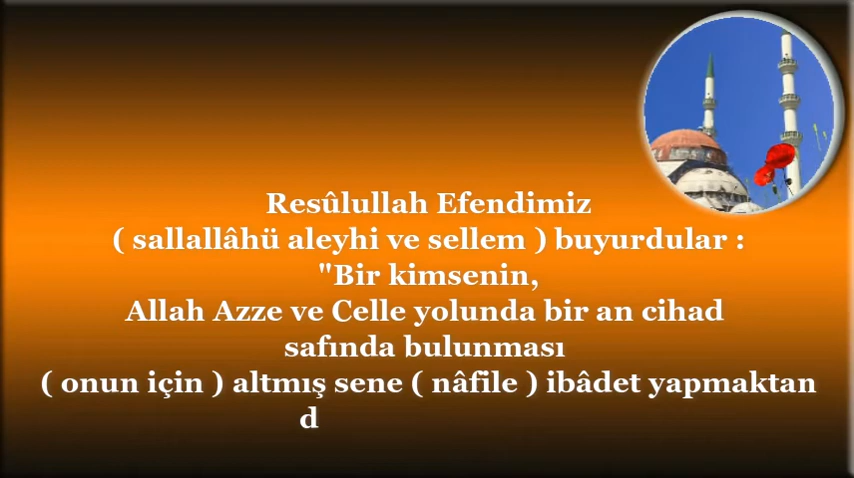 Resûlullah Efendimiz
( sallallâhü aleyhi ve sellem ) buyurdular :
"Bir kimsenin,
Allah Azze ve Celle yolunda bir an cihad
safında bulunması
( onun için ) altmış sene ( nâfile ) ibâdet yapmaktan
d